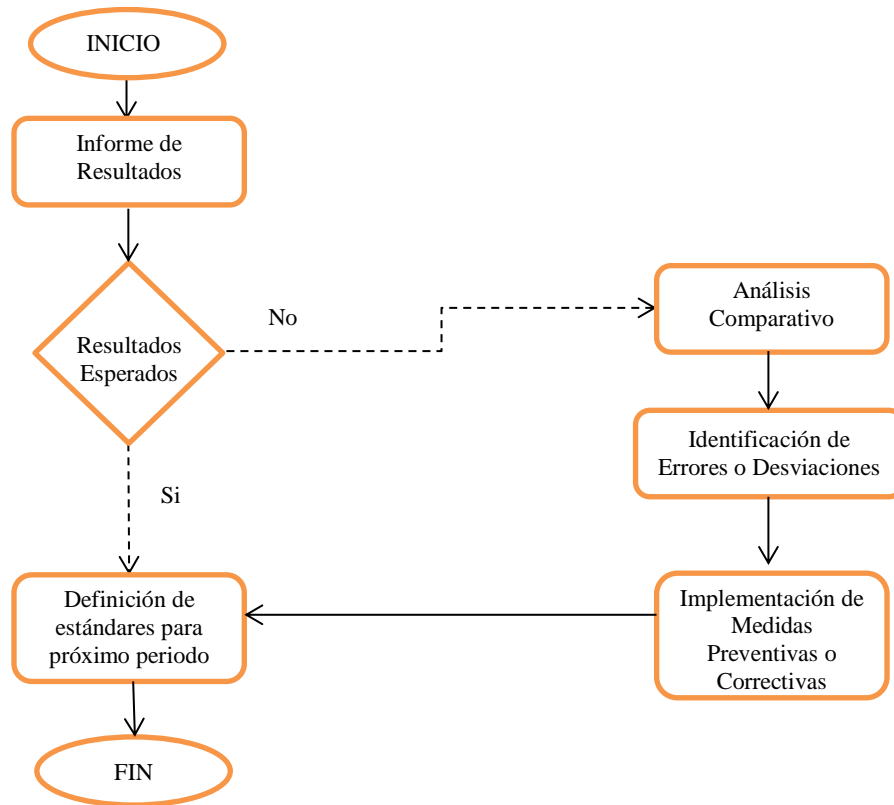 INICIO
Informe de
Resultados
Resultados
Esperados
No
Análisis
Comparativo
Identificación de
Errores o Desviaciones
Si
Definición de
estándares para
próximo periodo
Implementación de
Medidas
Preventivas o
Correctivas
FIN